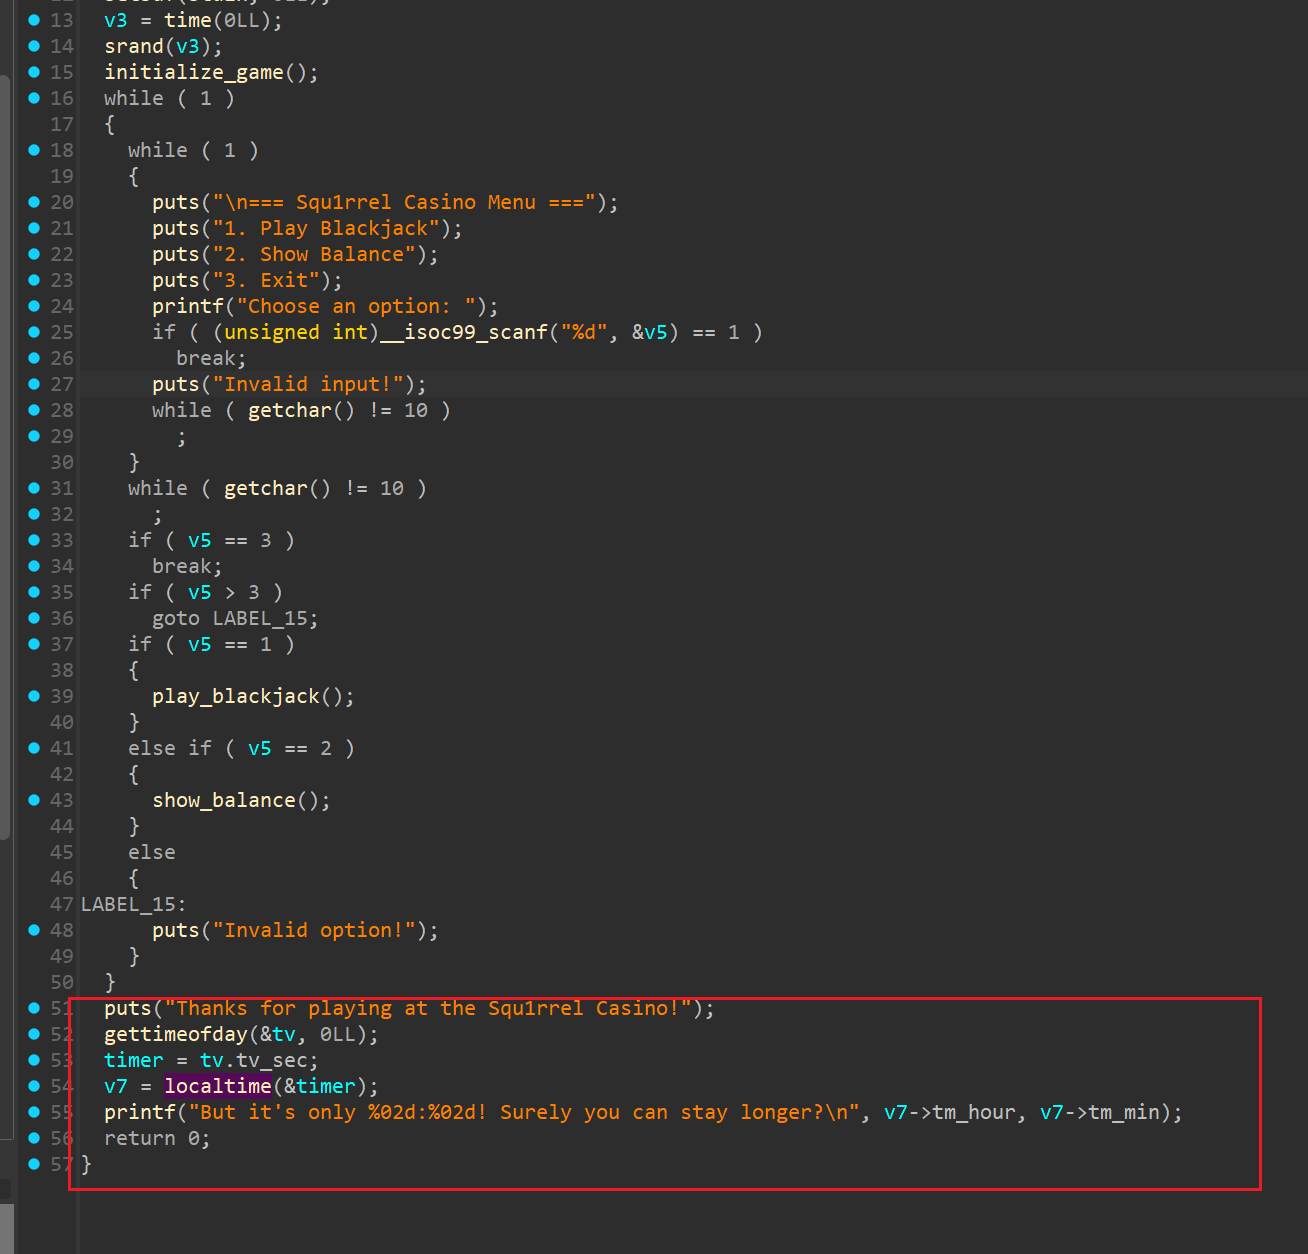 13 v3 = time(0LL);
14 srand(v3);
15 initialize_game();
16 while ( 1 )
17 {
18 while ( 1 )
19 {
20 puts("\n=== Squ1rrel Casino Menu ===");
21 puts("1. Play Blackjack");
22 puts("2. Show Balance");
23 puts("3. Exit");
24 printf("Choose an option: ");
25 if ( (unsigned int)__isoc99_scanf("%d", &v5) == 1 )
26 break;
27 puts("Invalid input!");
28 while ( getchar() != 10 )
29 ;
30 }
31 while ( getchar() != 10 )
32 ;
33 if ( v5 == 3 )
34 break;
35 if ( v5 > 3 )
36 goto LABEL_15;
37 if ( v5 == 1 )
38 {
39 play_blackjack();
40 }
41 else if ( v5 == 2 )
42 {
43 show_balance();
44 }
45 else
46 {
47 LABEL_15:
48 puts("Invalid option!");
49 }
50 }
51 puts("Thanks for playing at the Squ1rrel Casino!");
52 gettimeofday(&tv, 0LL);
53 timer = tv.tv_sec;
54 v7 = localtime(&timer);
55 printf("But it's only %02d:%02d! Surely you can stay longer?\n", v7->tm_hour, v7->tm_min);
56 return 0;
57 }